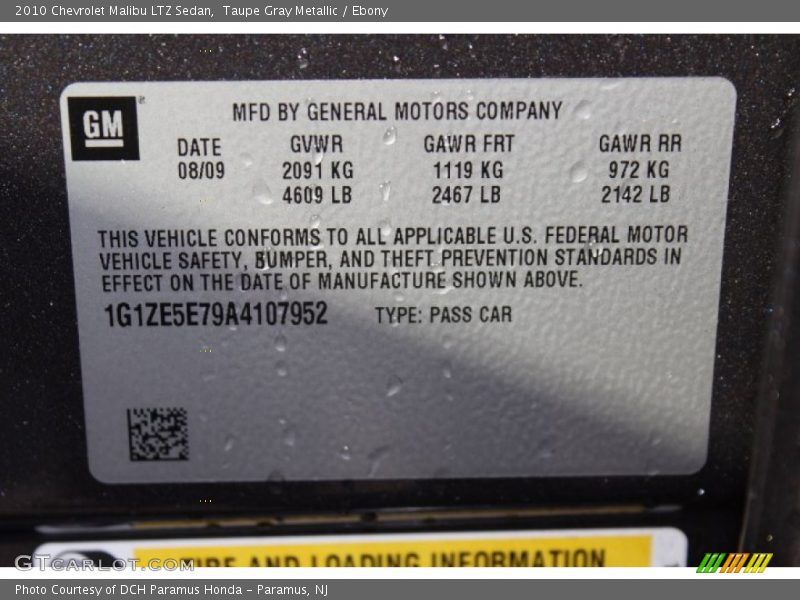 2010 Chevrolet Malibu LTZ Sedan,  Taupe Gray Metallic / Ebony
GM
MFD BY GENERAL MOTORS COMPANY
DATE GVWR GAWR FRT GAWR RR
08/09 2091 KG 1119 KG 972 KG
4609 LB 2467 LB 2142 LB
THIS VEHICLE CONFORMS TO ALL APPLICABLE U.S. FEDERAL MOTOR
VEHICLE SAFETY, BUMPER, AND THEFT PREVENTION STANDARDS IN
EFFECT ON THE DATE OF MANUFACTURE SHOWN ABOVE.
1G1ZE5E79A4107952 TYPE: PASS CAR
TIRE AND LOADING INFORMATION
GTcarlot.com
Photo Courtesy of DCH Paramus Honda - Paramus, NJ